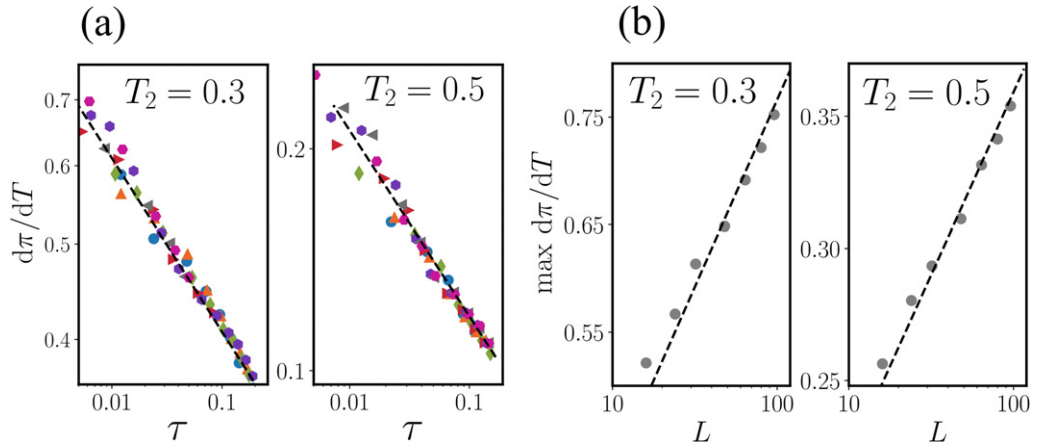 (a)
(b)
T₂ = 0.3
T₂ = 0.5
T₂ = 0.3
T₂ = 0.5
dπ/dT
0.7
0.6
0.5
0.4
0.01
0.1
τ
0.2
0.1
0.01
0.1
τ
max dπ/dT
0.75
0.65
0.55
10
100
L
0.35
0.30
0.25
10
100
L